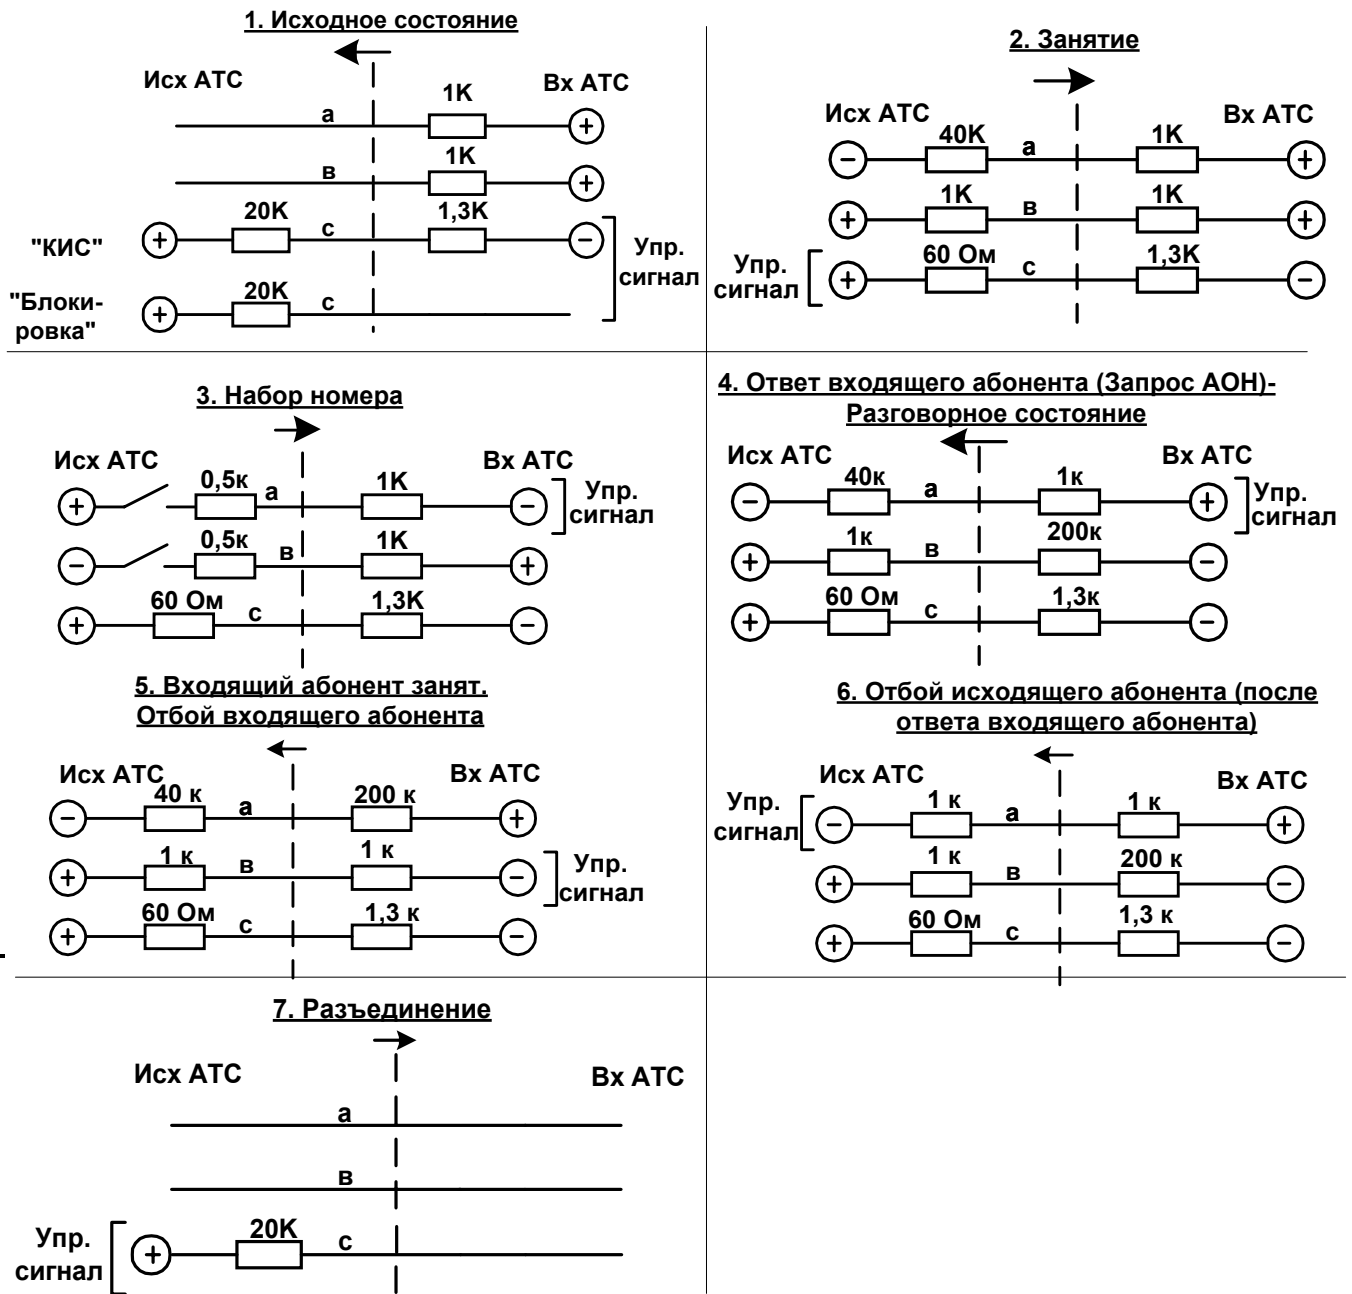 1. Исходное состояние
Исх АТС
Вх АТС
а
1К
+
в
1К
+
"КИС"
+
20К
с
1,3К
−
Упр.
сигнал
"Блоки-
ровка"
+
20К
с
2. Занятие
Исх АТС
Вх АТС
−
40К
а
1К
+
+
1К
в
1К
+
Упр.
сигнал
+
60 Ом
с
1,3К
−
3. Набор номера
Исх АТС
Вх АТС
+
0,5к
а
1К
−
Упр.
сигнал
−
0,5к
в
1К
+
+
60 Ом
с
1,3К
−
4. Ответ входящего абонента (Запрос АОН)-
Разговорное состояние
Исх АТС
Вх АТС
−
40к
а
1к
+
Упр.
сигнал
+
1к
в
200к
−
+
60 Ом
с
1,3к
−
5. Входящий абонент занят.
Отбой входящего абонента
Исх АТС
Вх АТС
−
40 к
а
200 к
+
+
1 к
в
1 к
−
Упр.
сигнал
+
60 Ом
с
1,3 к
−
6. Отбой исходящего абонента (после
ответа входящего абонента)
Исх АТС
Вх АТС
Упр.
сигнал
−
1 к
а
1 к
+
+
1 к
в
200 к
−
+
60 Ом
с
1,3 к
−
7. Разъединение
Исх АТС
Вх АТС
а
в
Упр.
сигнал
+
20К
с